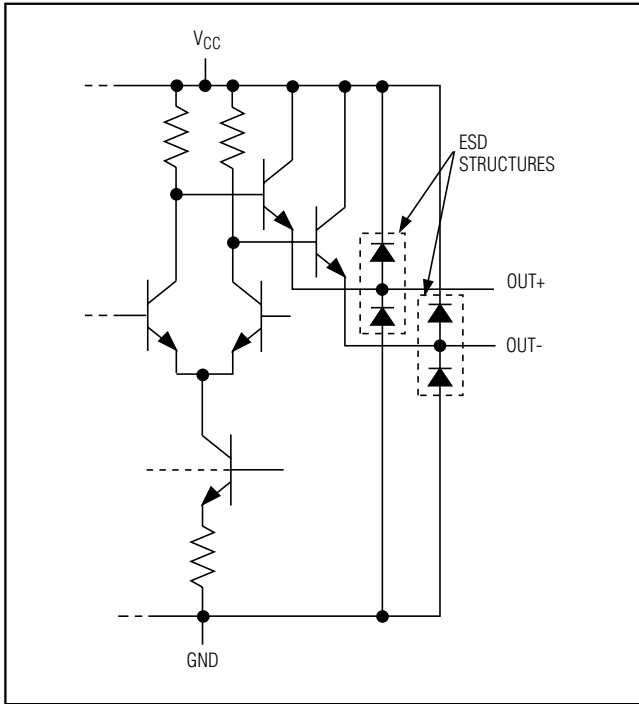 VCC
ESD
STRUCTURES
OUT+
OUT-
GND